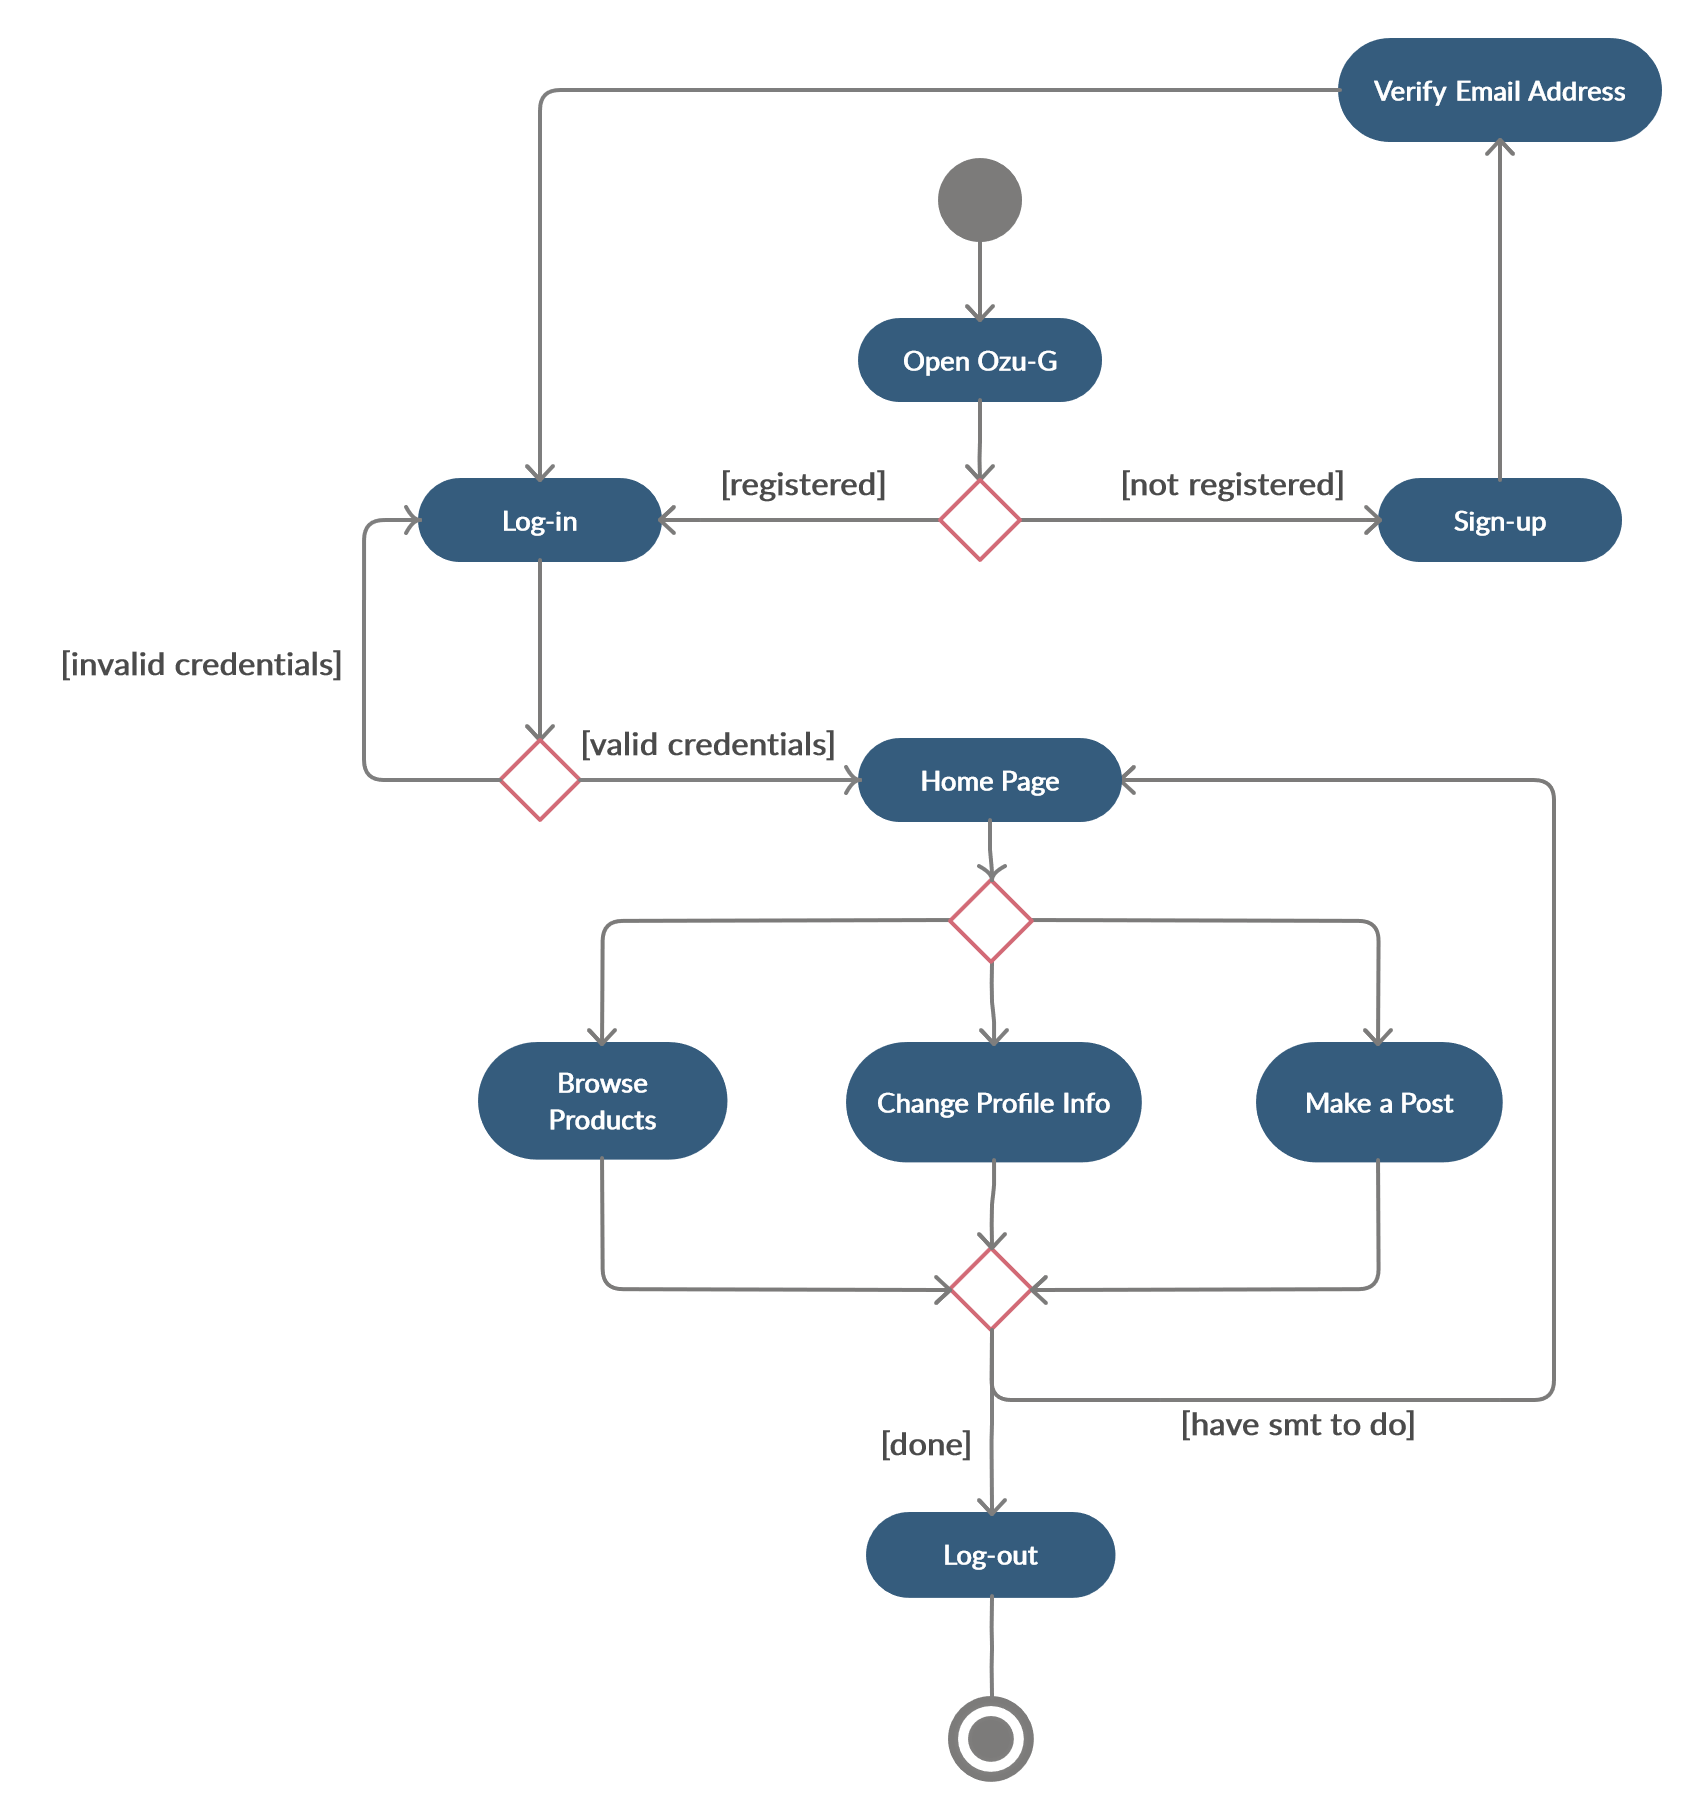 Verify Email Address
Open Ozu-G
[registered]
[not registered]
Log-in
Sign-up
[invalid credentials]
[valid credentials]
Home Page
Browse
Products
Change Profile Info
Make a Post
[have smt to do]
[done]
Log-out